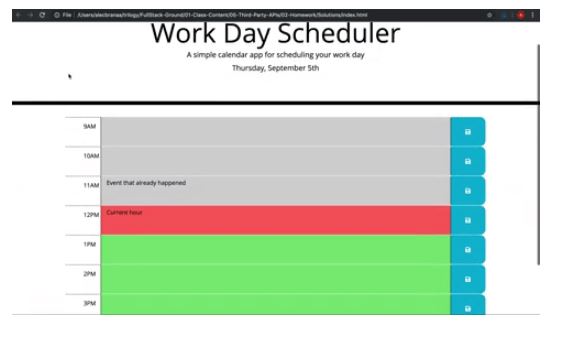 File /Users/alecbranaa/trilogy/FullStack-Ground/01-Class-Content/05-Third-Party-APIs/02-Homework/Solutions/index.html
Work Day Scheduler
A simple calendar app for scheduling your work day
Thursday, September 5th
9AM
10AM
11AM Event that already happened
12PM Current hour
1PM
2PM
3PM